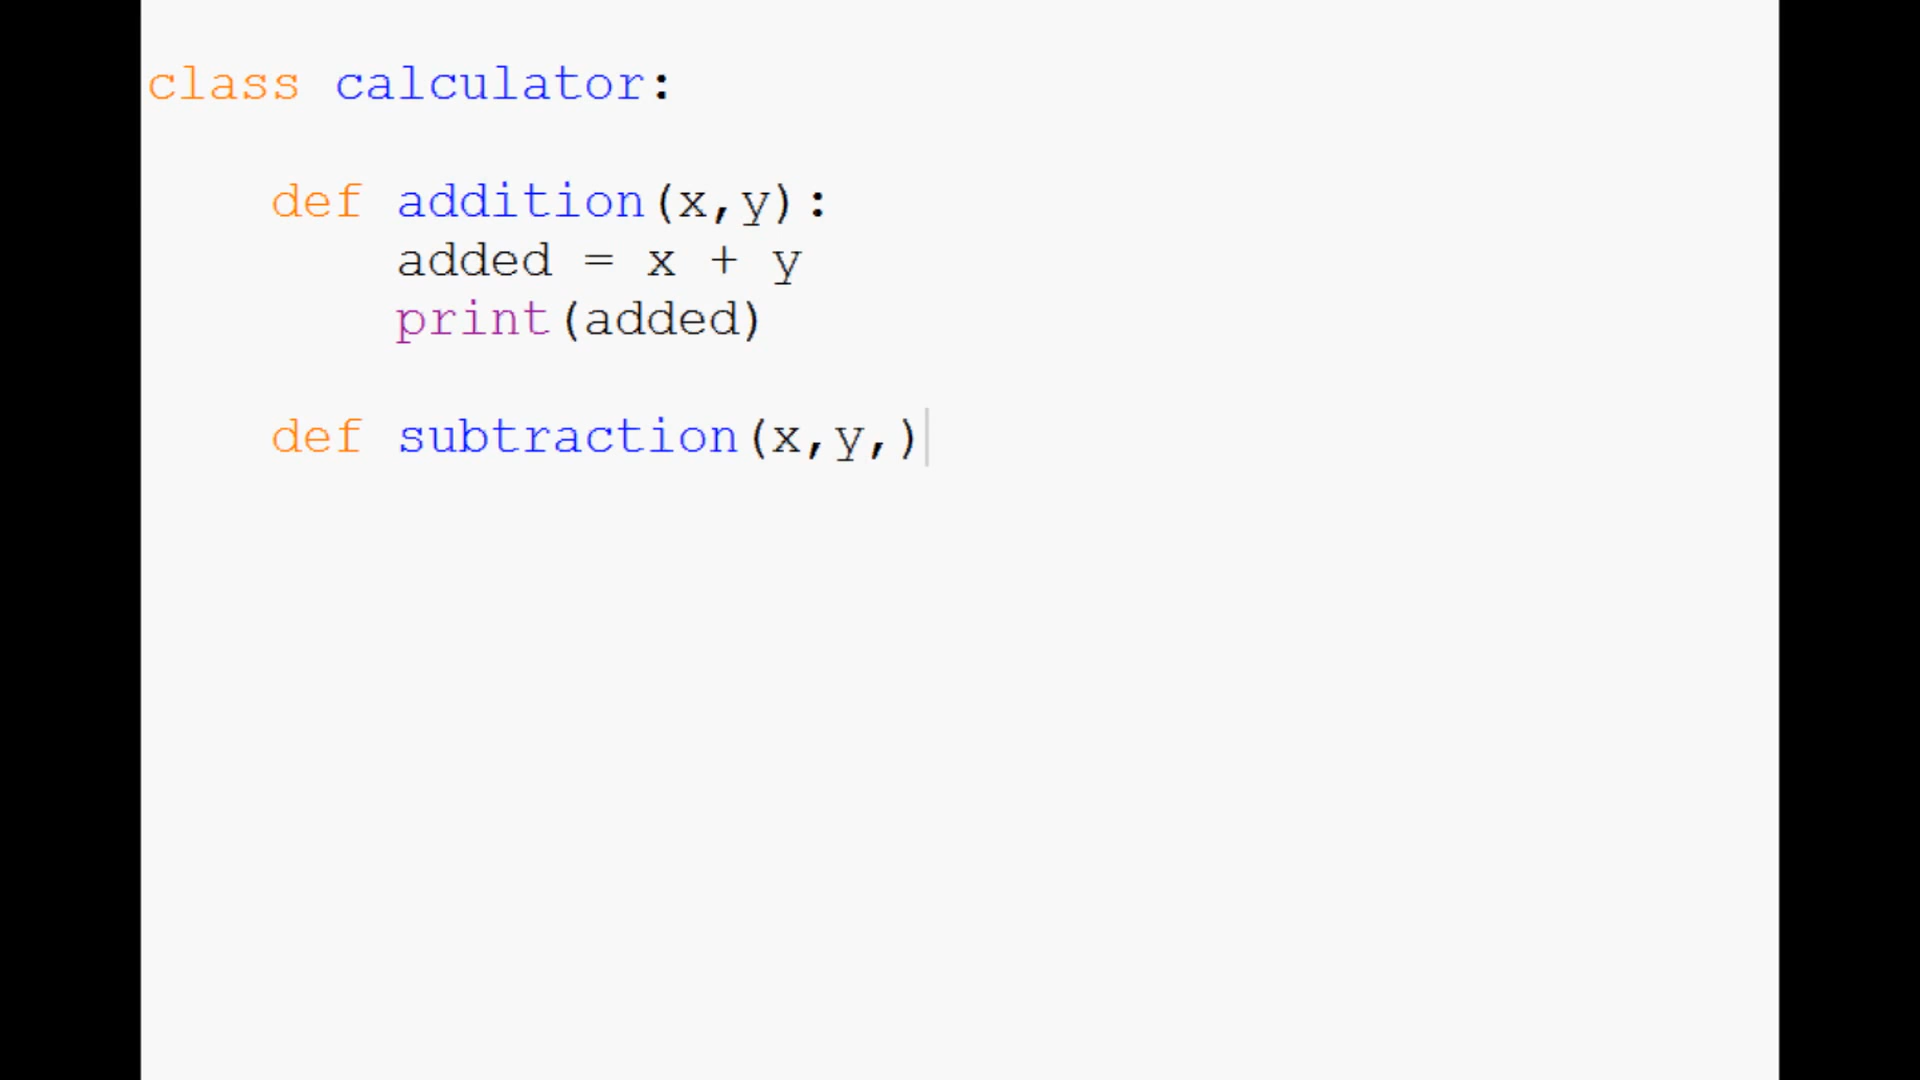 class calculator:
    def addition(x,y):
        added = x + y
        print(added)
    def subtraction(x,y,)